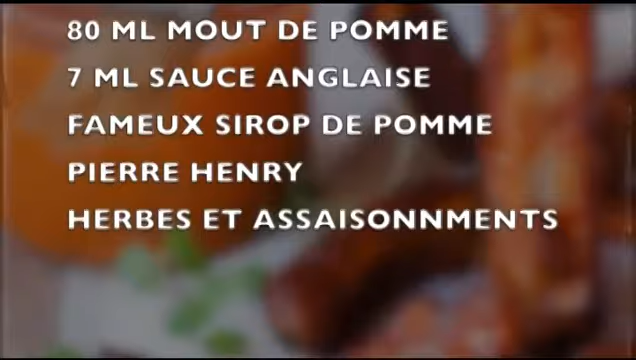 80 ML MOUT DE POMME
7 ML SAUCE ANGLAISE
FAMEUX SIROP DE POMME
PIERRE HENRY
HERBES ET ASSAISONNMENTS